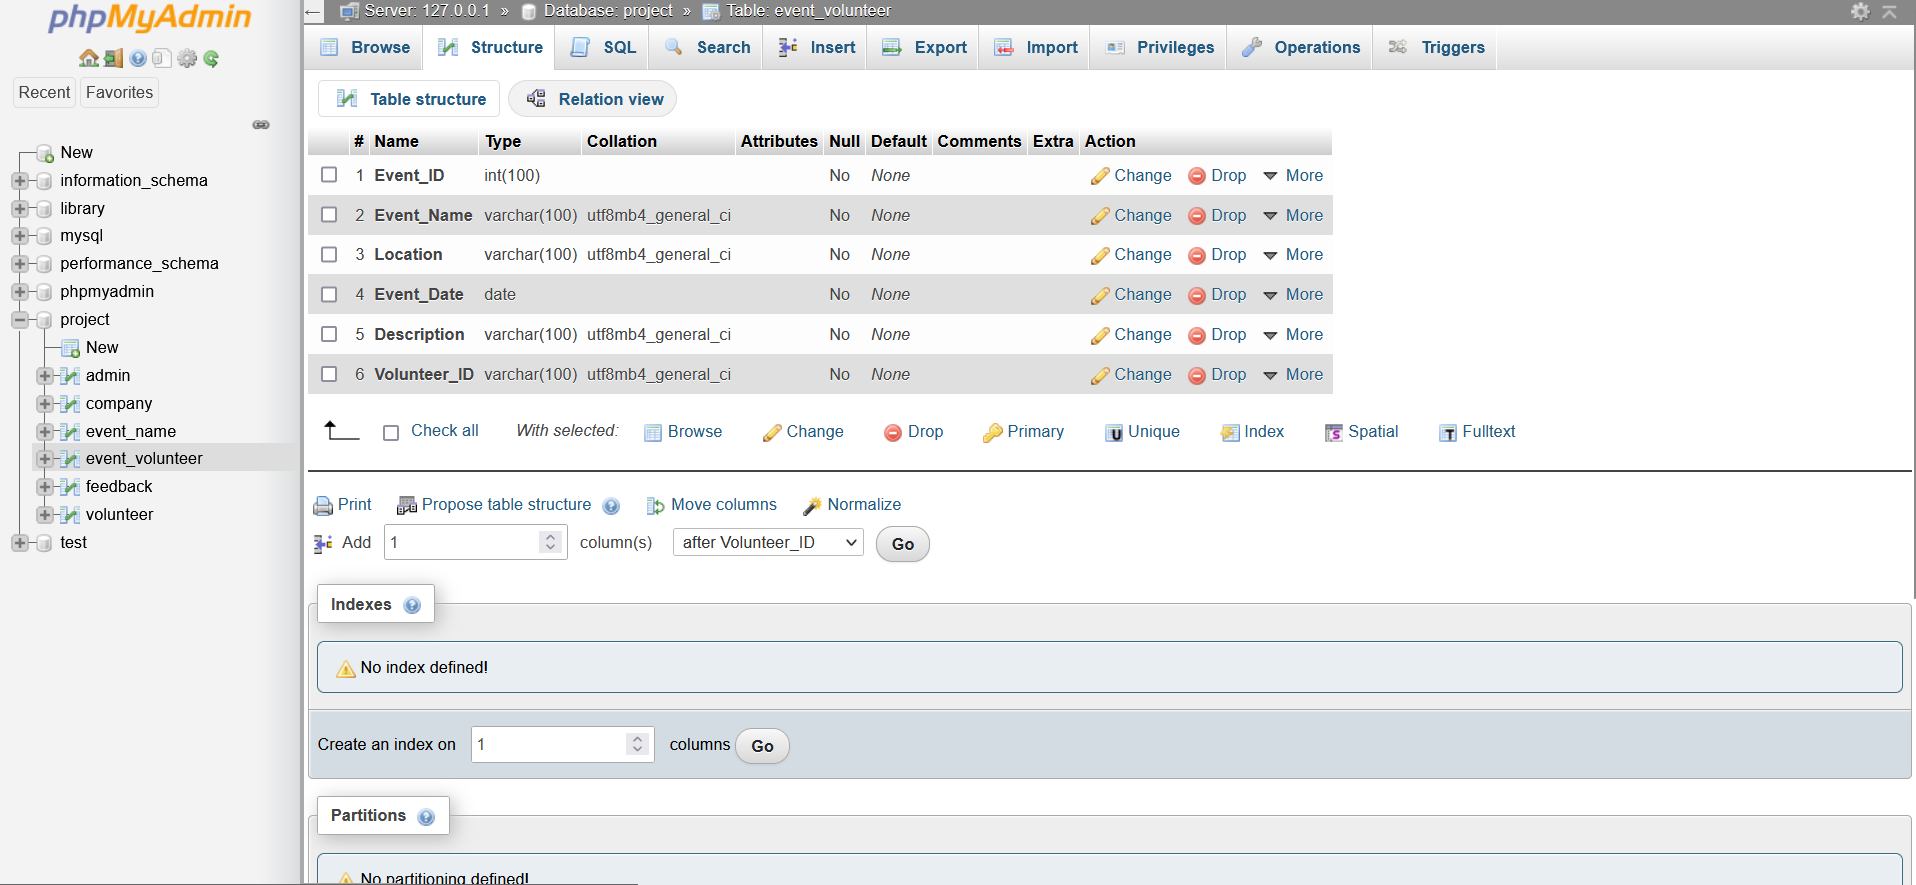 phpMyAdmin
Recent Favorites
New
information_schema
library
mysql
performance_schema
phpmyadmin
project
New
admin
company
event_name
event_volunteer
feedback
volunteer
test
Server: 127.0.0.1 » Database: project » Table: event_volunteer
Browse Structure SQL Search Insert Export Import Privileges Operations Triggers
Table structure Relation view
# Name Type Collation Attributes Null Default Comments Extra Action
1 Event_ID int(100) No None Change Drop More
2 Event_Name varchar(100) utf8mb4_general_ci No None Change Drop More
3 Location varchar(100) utf8mb4_general_ci No None Change Drop More
4 Event_Date date No None Change Drop More
5 Description varchar(100) utf8mb4_general_ci No None Change Drop More
6 Volunteer_ID varchar(100) utf8mb4_general_ci No None Change Drop More
Check all With selected: Browse Change Drop Primary Unique Index Spatial Fulltext
Print Propose table structure Move columns Normalize
Add 1 column(s) after Volunteer_ID Go
Indexes
No index defined!
Create an index on 1 columns Go
Partitions
No partitioning defined!